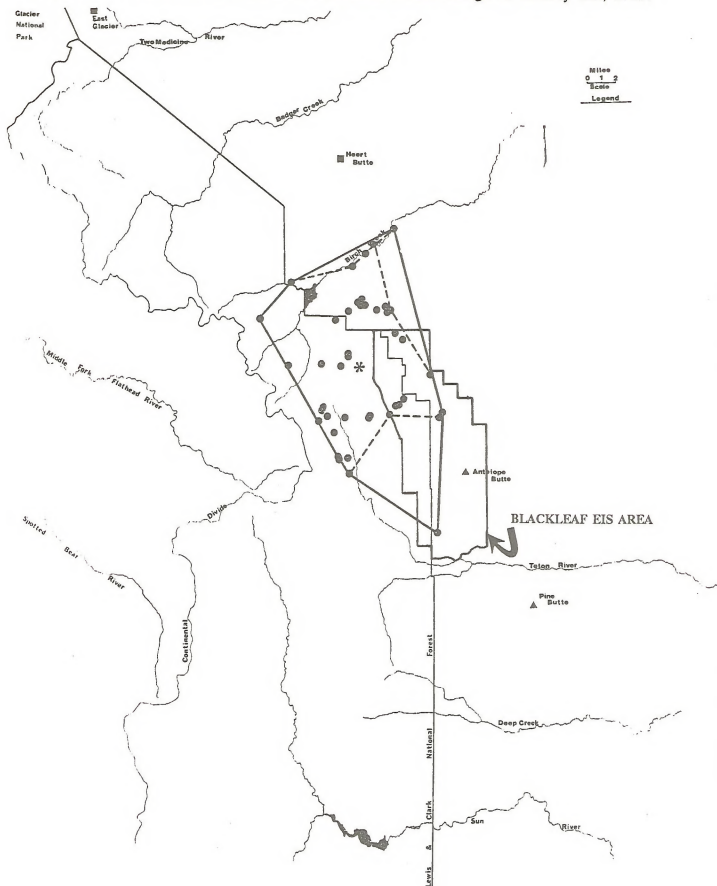 Glacier
National
Park
East
Glacier
Two Medicine River
Badger Creek
Miles
0 1 2
Scale
Legend
Heart
Butte
Birch
Middle Fork Flathead River
Antelope
Butte
BLACKLEAF EIS AREA
Divide
Teton River
Spotted Bear River
Pine
Butte
Continental
Forest
National
Deep Creek
Clark
&
Lewis
Sun
River